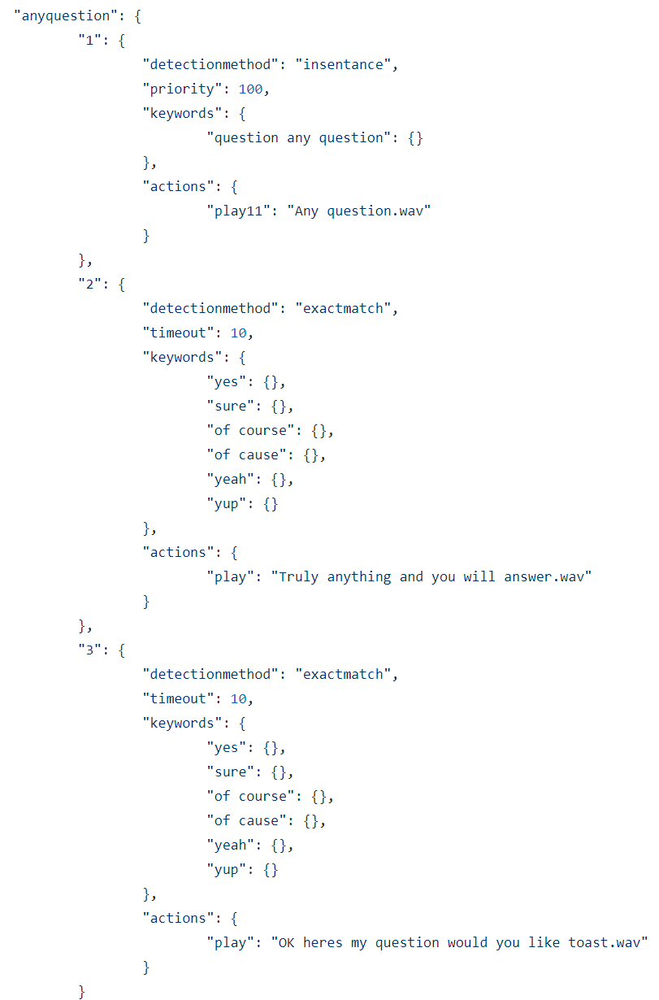 "anyquestion": {
"1": {
"detectionmethod": "insentance",
"priority": 100,
"keywords": {
"question any question": {}
},
"actions": {
"play11": "Any question.wav"
}
},
"2": {
"detectionmethod": "exactmatch",
"timeout": 10,
"keywords": {
"yes": {},
"sure": {},
"of course": {},
"of cause": {},
"yeah": {},
"yup": {}
},
"actions": {
"play": "Truly anything and you will answer.wav"
}
},
"3": {
"detectionmethod": "exactmatch",
"timeout": 10,
"keywords": {
"yes": {},
"sure": {},
"of course": {},
"of cause": {},
"yeah": {},
"yup": {}
},
"actions": {
"play": "OK heres my question would you like toast.wav"
}
}